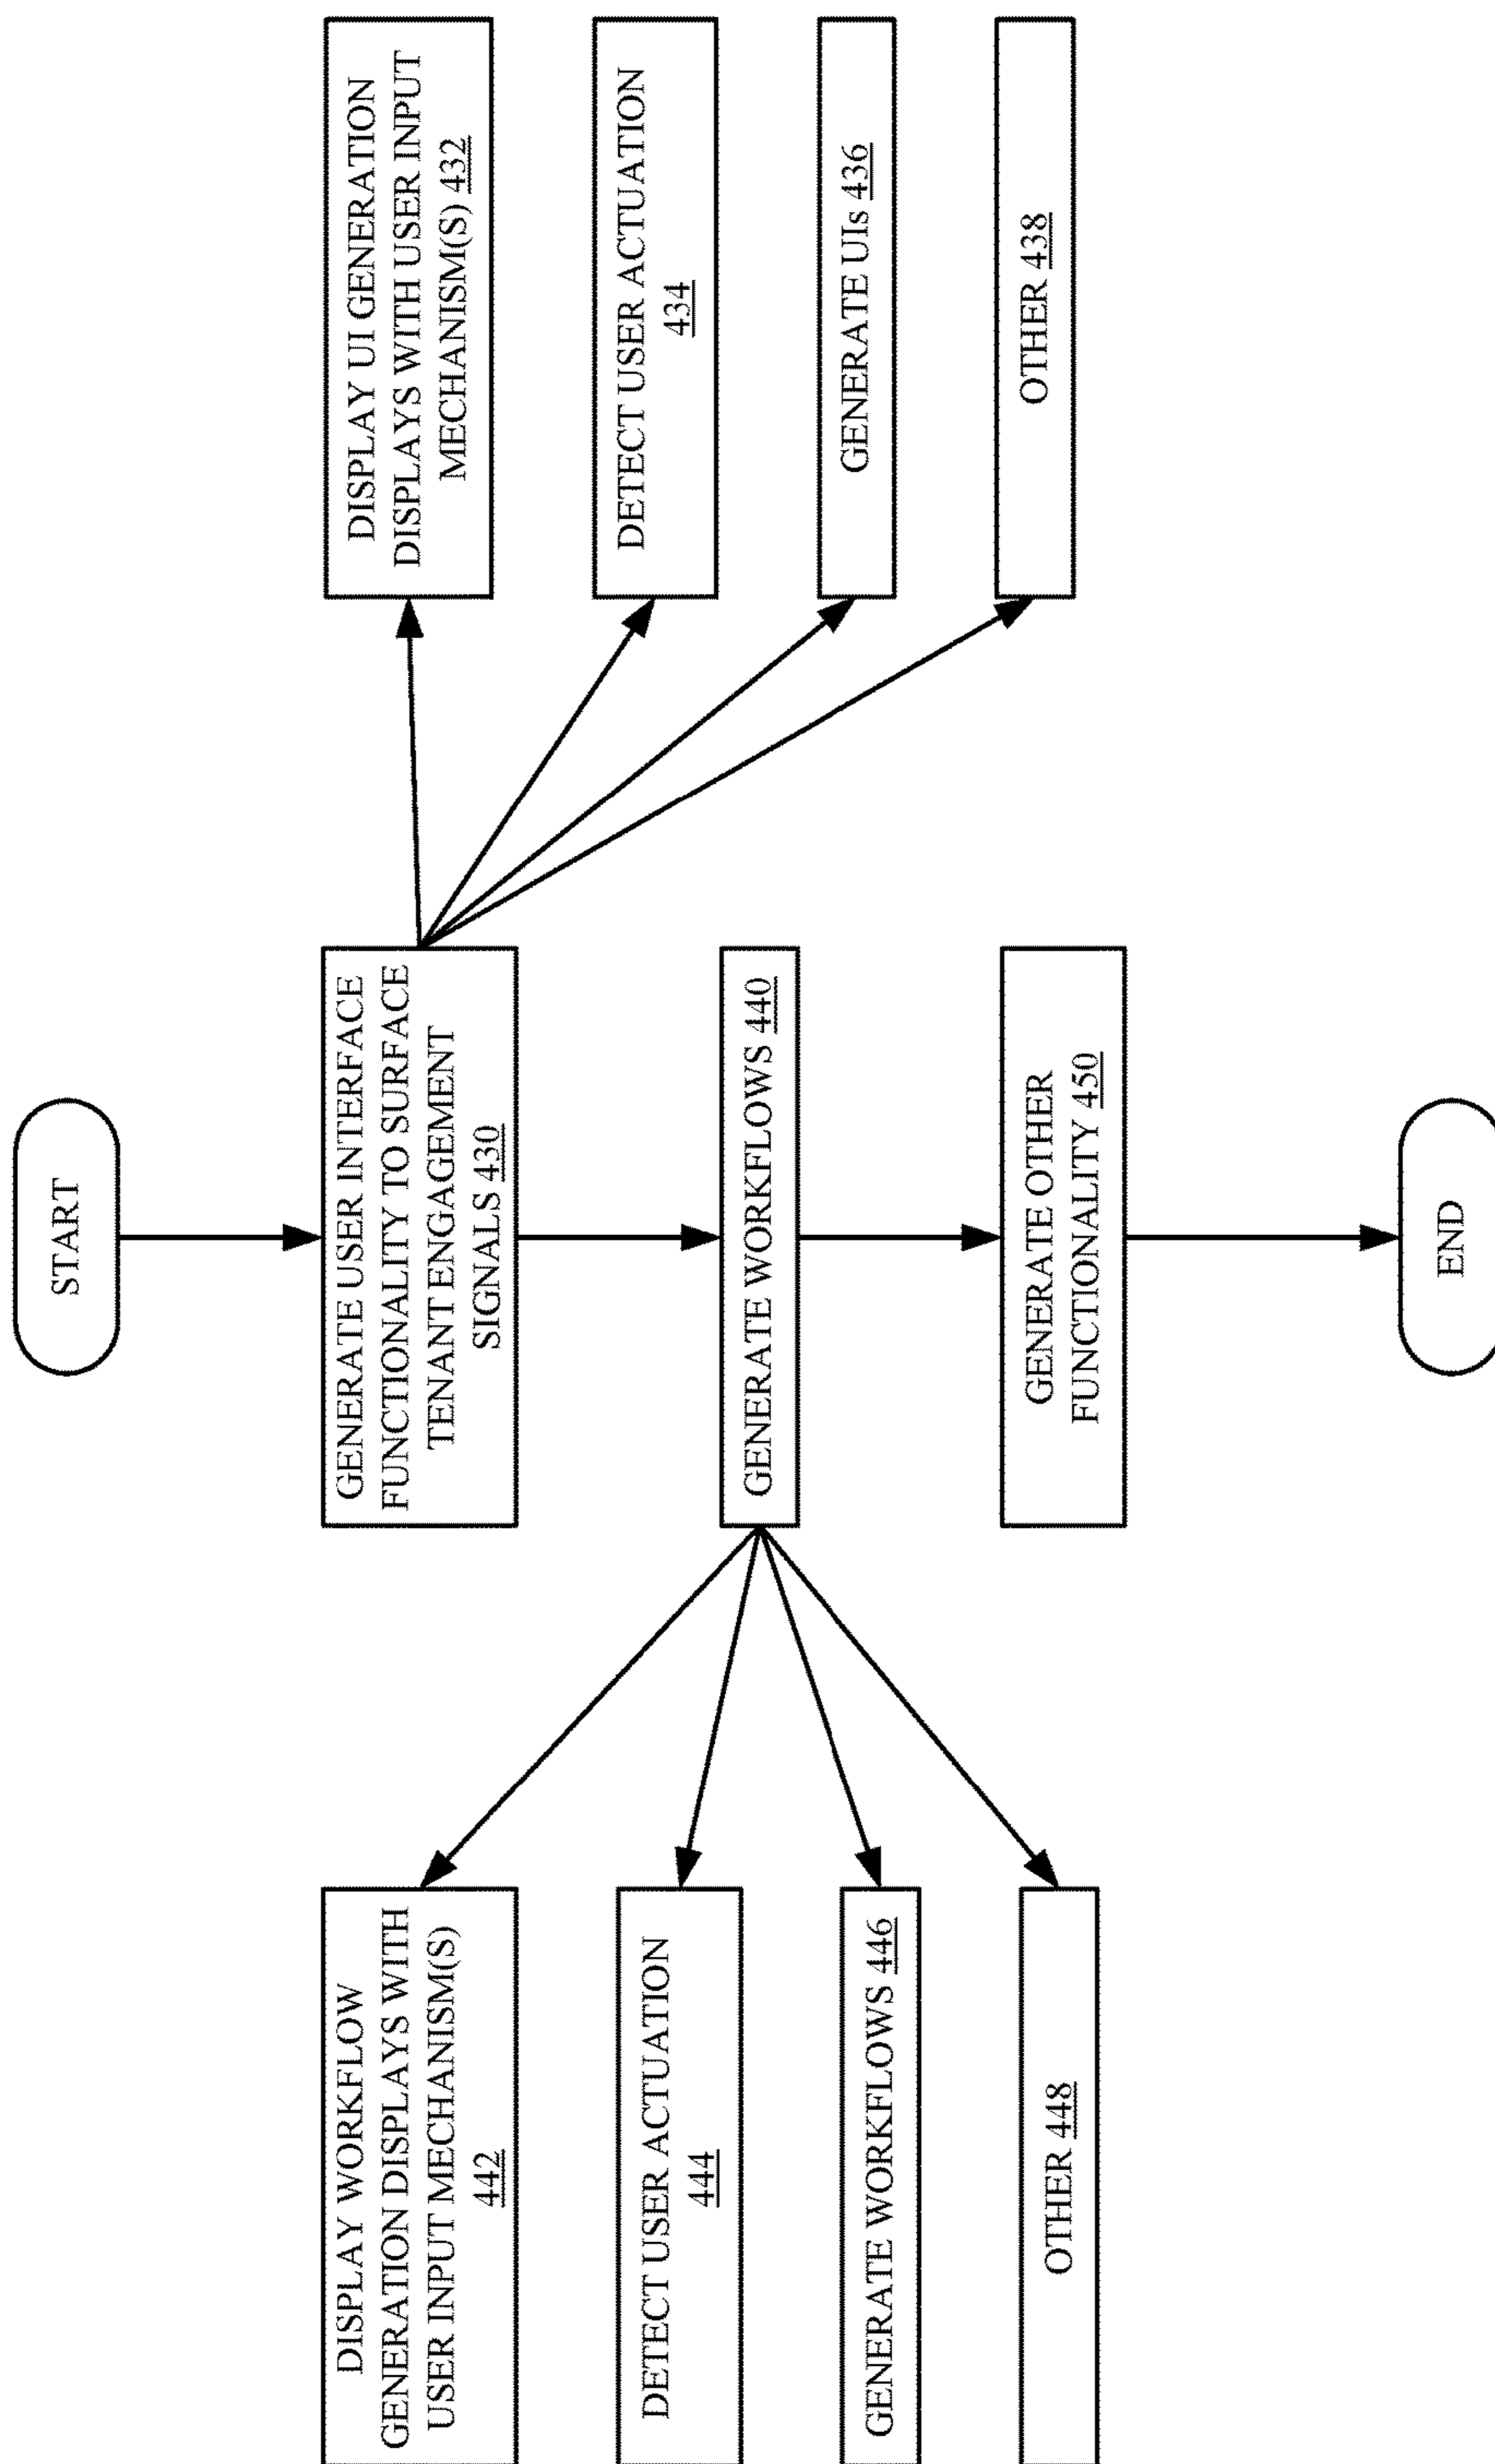 START
GENERATE USER INTERFACE
FUNCTIONALITY TO SURFACE
TENANT ENGAGEMENT
SIGNALS 430
DISPLAY UI GENERATION
DISPLAYS WITH USER INPUT
MECHANISM(S) 432
DETECT USER ACTUATION
434
GENERATE UIs 436
OTHER 438
GENERATE WORKFLOWS 440
DISPLAY WORKFLOW
GENERATION DISPLAYS WITH
USER INPUT MECHANISM(S)
442
DETECT USER ACTUATION
444
GENERATE WORKFLOWS 446
OTHER 448
GENERATE OTHER
FUNCTIONALITY 450
END